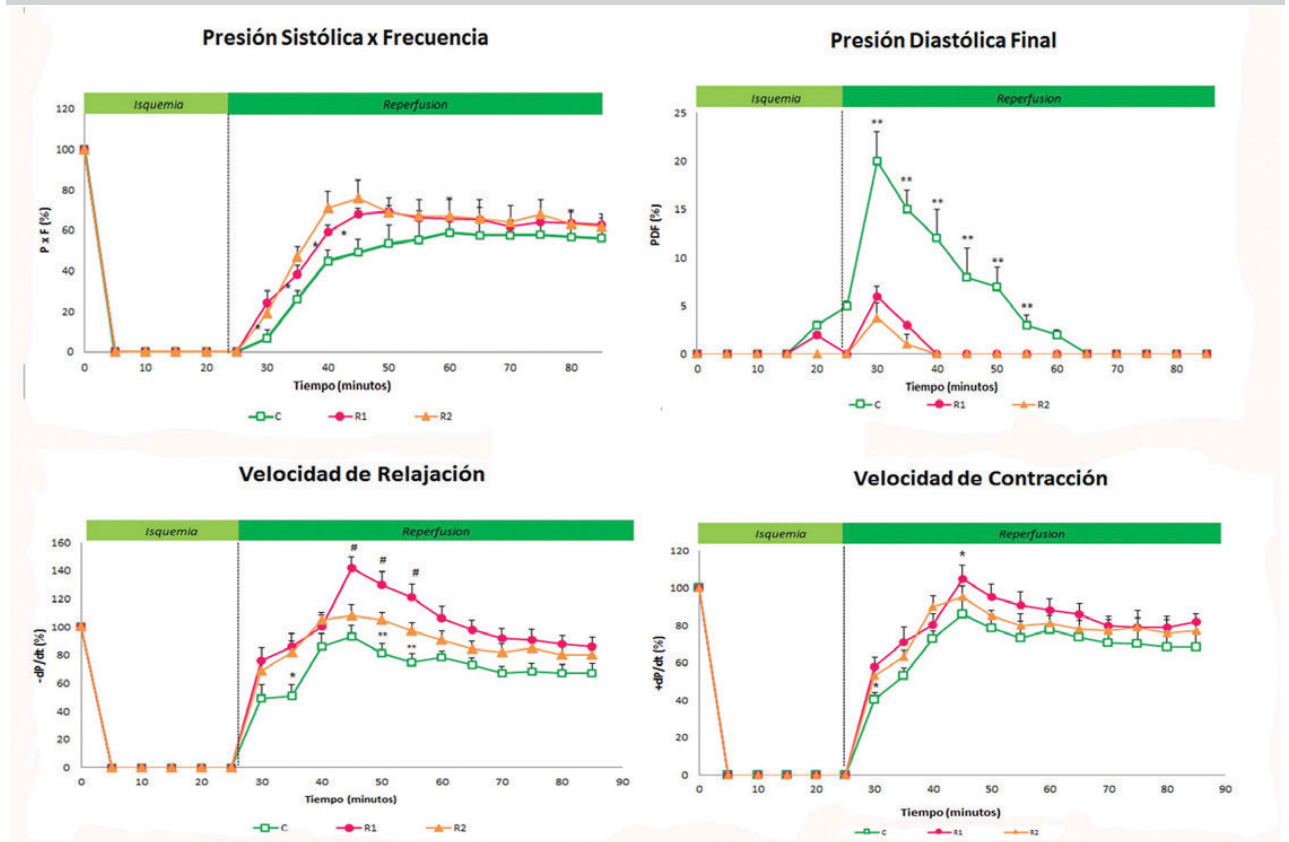 Presión Sistólica x Frecuencia
Isquemia
Reperfusion
120
100
80
60
40
20
0
P x F (%)
*
*
*
*
0 10 20 30 40 50 60 70 80
Tiempo (minutos)
C R1 R2
Presión Diastólica Final
Isquemia
Reperfusion
25
20
15
10
5
0
PDF (%)
**
**
**
**
**
**
0 10 20 30 40 50 60 70 80
Tiempo (minutos)
C R1 R2
Velocidad de Relajación
Isquemia
Reperfusion
160
140
120
100
80
60
40
20
0
-dP/dt (%)
# # #
*
**
**
0 10 20 30 40 50 60 70 80 90
Tiempo (minutos)
C R1 R2
Velocidad de Contracción
Isquemia
Reperfusion
120
100
80
60
40
20
0
+dP/dt (%)
*
*
0 10 20 30 40 50 60 70 80 90
Tiempo (minutos)
C R1 R2